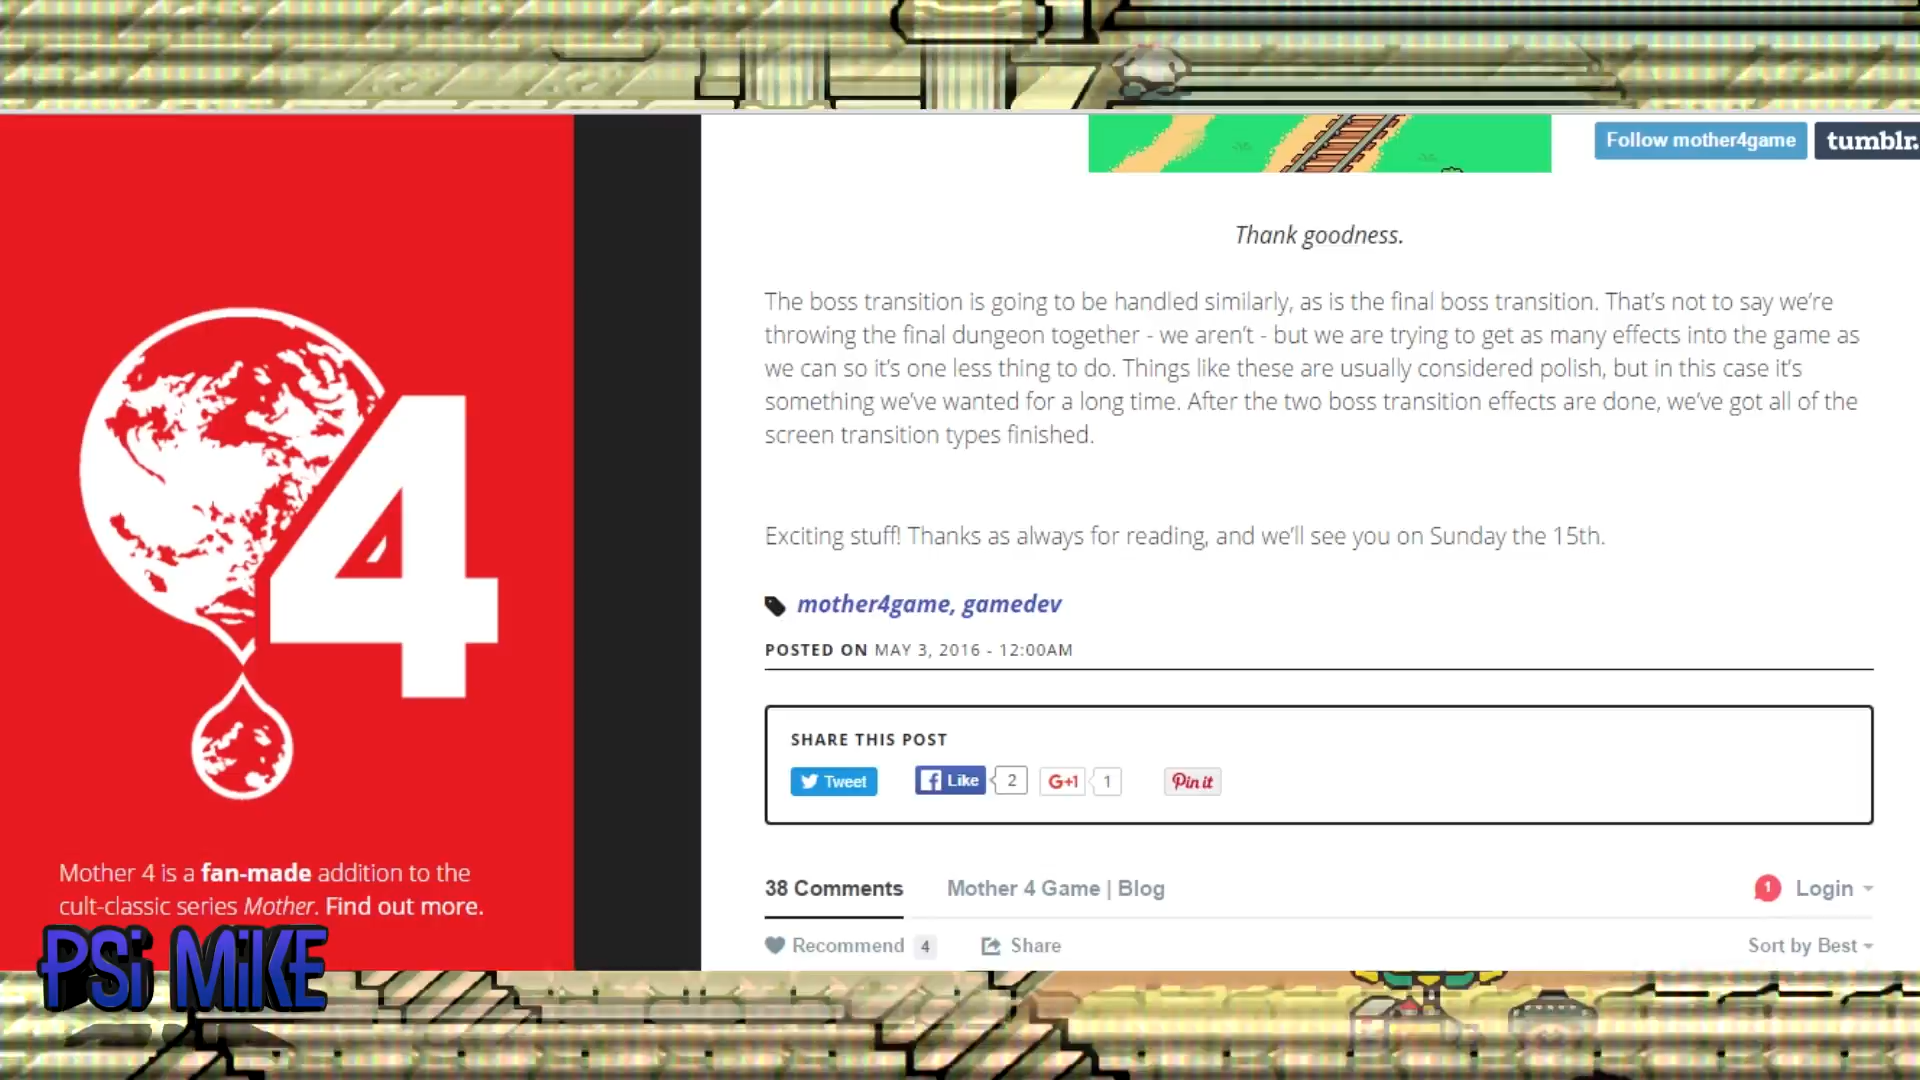 Follow mother4game
tumblr.
Thank goodness.
The boss transition is going to be handled similarly, as is the final boss transition. That's not to say we're
throwing the final dungeon together - we aren't - but we are trying to get as many effects into the game as
we can so it's one less thing to do. Things like these are usually considered polish, but in this case it's
something we've wanted for a long time. After the two boss transition effects are done, we've got all of the
screen transition types finished.
Exciting stuff! Thanks as always for reading, and we'll see you on Sunday the 15th.
mother4game, gamedev
POSTED ON MAY 3, 2016 - 12:00AM
SHARE THIS POST
Tweet
Like 2
G+1 1
Pin it
38 Comments Mother 4 Game | Blog
1 Login
Recommend 4 Share Sort by Best
4
Mother 4 is a fan-made addition to the
cult-classic series Mother. Find out more.
PSi MiKE